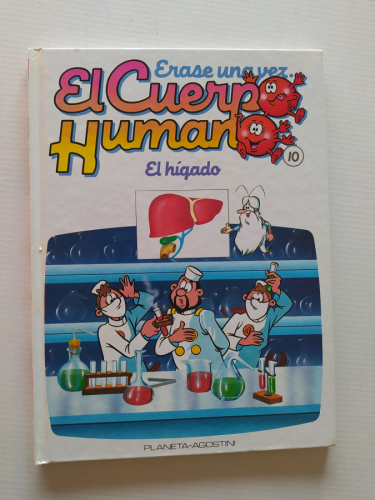 Erase una vez...
El Cuerpo
Humano
10
El hígado
PLANETA-AGOSTINI